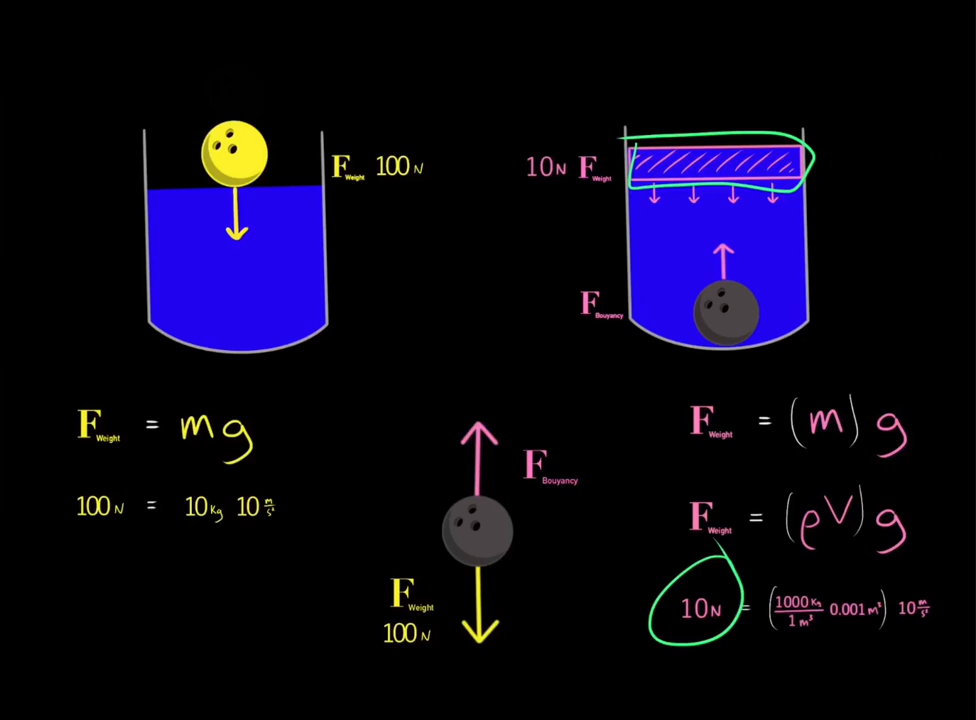 F Weight 100 N
10 N F Weight
F Bouyancy
F Weight = m g
100 N = 10 Kg 10 m/s²
F Bouyancy
F Weight
100 N
F Weight = (m) g
F Weight = (ρV) g
10 N = (1000 Kg / 1 m³ 0.001 m³) 10 m/s²